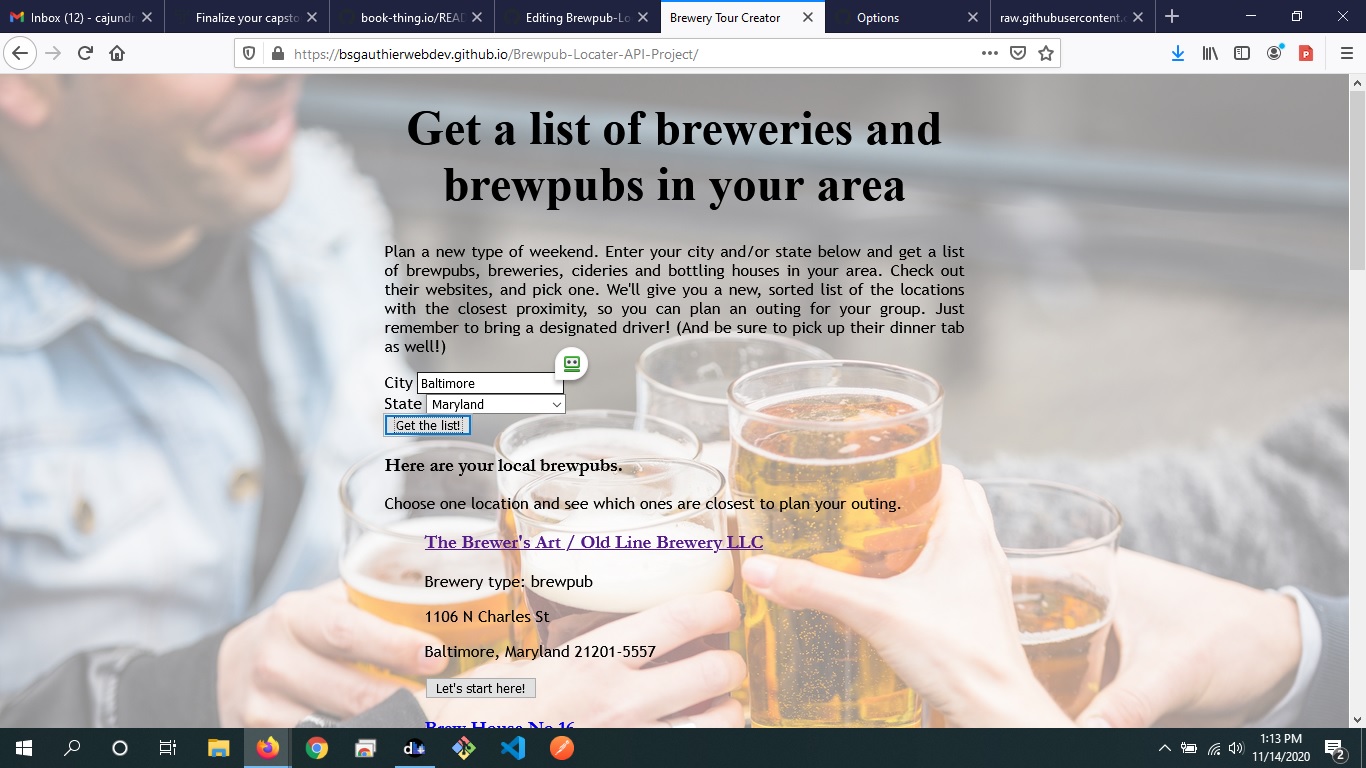 Inbox (12) - cajundr
Finalize your capsto
book-thing.io/READ
Editing Brewpub-Lo
Brewery Tour Creator
Options
raw.githubusercontent.c
https://bsgauthierwebdev.github.io/Brewpub-Locater-API-Project/
Get a list of breweries and
brewpubs in your area
Plan a new type of weekend. Enter your city and/or state below and get a list
of brewpubs, breweries, cideries and bottling houses in your area. Check out
their websites, and pick one. We'll give you a new, sorted list of the locations
with the closest proximity, so you can plan an outing for your group. Just
remember to bring a designated driver! (And be sure to pick up their dinner tab
as well!)
City Baltimore
State Maryland
Get the list!
Here are your local brewpubs.
Choose one location and see which ones are closest to plan your outing.
The Brewer's Art / Old Line Brewery LLC
Brewery type: brewpub
1106 N Charles St
Baltimore, Maryland 21201-5557
Let's start here!
Brew House No 16
1:13 PM
11/14/2020
2